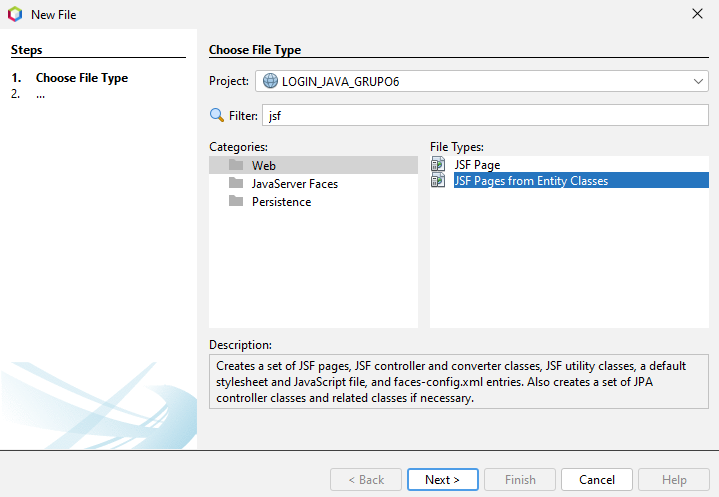 New File
Steps
1. Choose File Type
2. ...
Choose File Type
Project: LOGIN_JAVA_GRUPO6
Filter: jsf
Categories:
Web
JavaServer Faces
Persistence
File Types:
JSF Page
JSF Pages from Entity Classes
Description:
Creates a set of JSF pages, JSF controller and converter classes, JSF utility classes, a default
stylesheet and JavaScript file, and faces-config.xml entries. Also creates a set of JPA
controller classes and related classes if necessary.
< Back
Next >
Finish
Cancel
Help